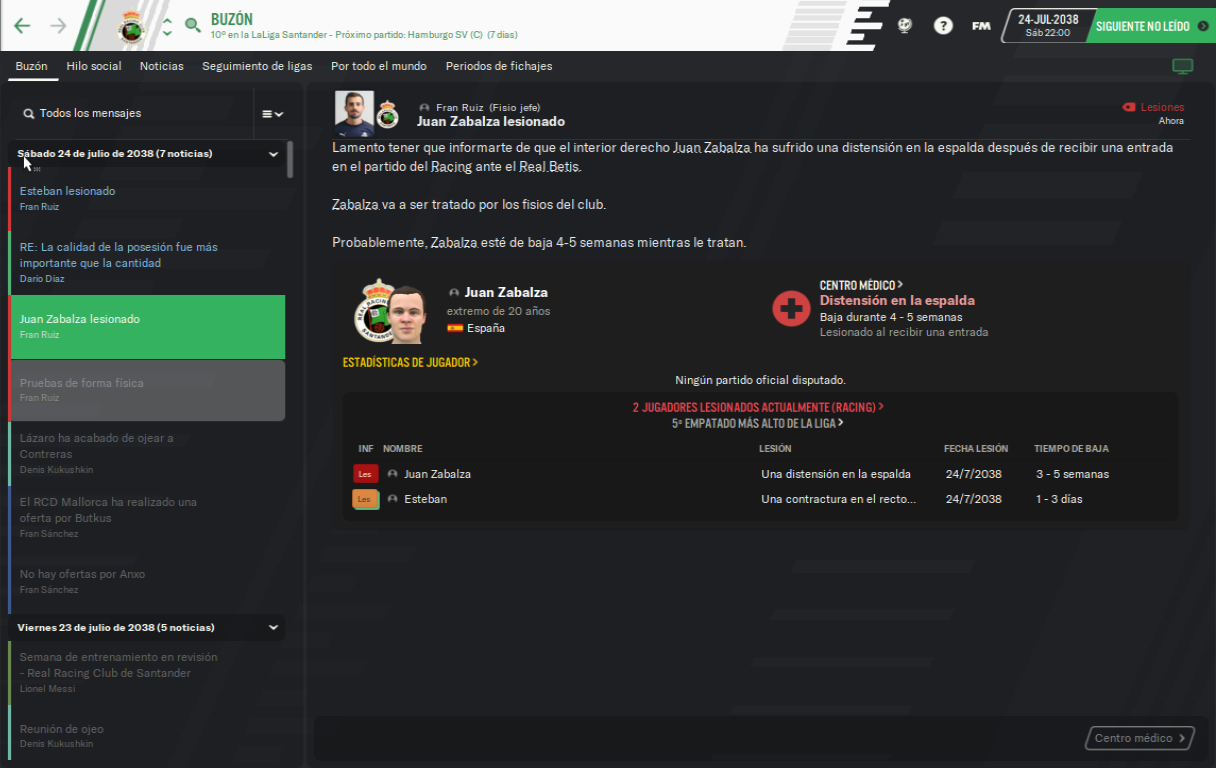 BUZÓN
10º en la LaLiga Santander - Próximo partido: Hamburgo SV (C) (7 días)
FM
24-JUL-2038
Sáb 22:00
SIGUIENTE NO LEÍDO
Buzón
Hilo social
Noticias
Seguimiento de ligas
Por todo el mundo
Periodos de fichajes
Todos los mensajes
Sábado 24 de julio de 2038 (7 noticias)
Esteban lesionado
Fran Ruiz
RE: La calidad de la posesión fue más
importante que la cantidad
Darío Díaz
Juan Zabalza lesionado
Fran Ruiz
Pruebas de forma física
Fran Ruiz
Lázaro ha acabado de ojear a
Contreras
Denis Kukushkin
El RCD Mallorca ha realizado una
oferta por Butkus
Fran Sánchez
No hay ofertas por Anxo
Fran Sánchez
Viernes 23 de julio de 2038 (5 noticias)
Semana de entrenamiento en revisión
- Real Racing Club de Santander
Lionel Messi
Reunión de ojeo
Denis Kukushkin
Fran Ruiz (Fisio jefe)
Juan Zabalza lesionado
Lesiones
Ahora
Lamento tener que informarte de que el interior derecho Juan Zabalza ha sufrido una distensión en la espalda después de recibir una entrada
en el partido del Racing ante el Real Betis.
Zabalza va a ser tratado por los fisios del club.
Probablemente, Zabalza esté de baja 4-5 semanas mientras le tratan.
Juan Zabalza
extremo de 20 años
España
CENTRO MÉDICO >
Distensión en la espalda
Baja durante 4 - 5 semanas
Lesionado al recibir una entrada
ESTADÍSTICAS DE JUGADOR >
Ningún partido oficial disputado.
2 JUGADORES LESIONADOS ACTUALMENTE (RACING) >
5º EMPATADO MÁS ALTO DE LA LIGA >
INF NOMBRE LESIÓN FECHA LESIÓN TIEMPO DE BAJA
Les Juan Zabalza Una distensión en la espalda 24/7/2038 3 - 5 semanas
Les Esteban Una contractura en el recto... 24/7/2038 1 - 3 días
Centro médico >